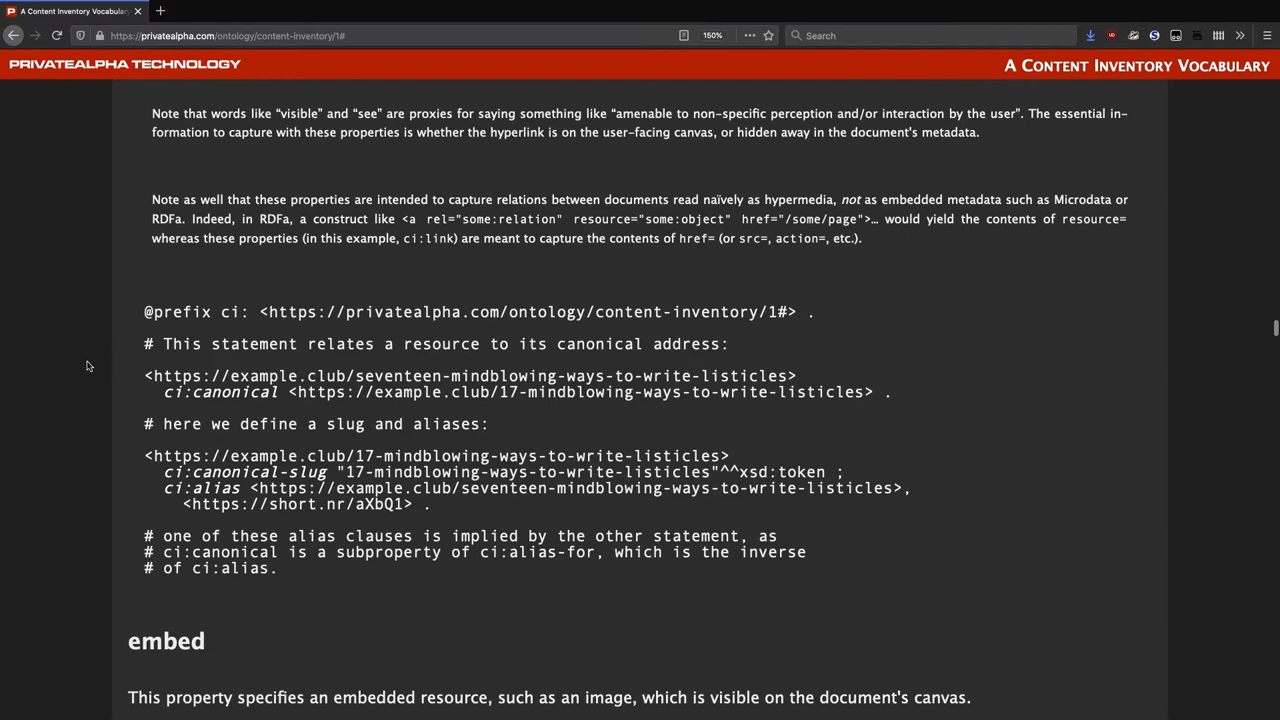 A Content Inventory Vocabular
https://privatealpha.com/ontology/content-inventory/1#
150%
Search
PRIVATEALPHA TECHNOLOGY
A CONTENT INVENTORY VOCABULARY
Note that words like “visible” and “see” are proxies for saying something like “amenable to non-specific perception and/or interaction by the user”. The essential in-
formation to capture with these properties is whether the hyperlink is on the user-facing canvas, or hidden away in the document's metadata.
Note as well that these properties are intended to capture relations between documents read naïvely as hypermedia, not as embedded metadata such as Microdata or
RDFa. Indeed, in RDFa, a construct like <a rel="some:relation" resource="some:object" href="/some/page">… would yield the contents of resource=
whereas these properties (in this example, ci:link) are meant to capture the contents of href= (or src=, action=, etc.).
@prefix ci: <https://privatealpha.com/ontology/content-inventory/1#> .
# This statement relates a resource to its canonical address:
<https://example.club/seventeen-mindblowing-ways-to-write-listicles>
ci:canonical <https://example.club/17-mindblowing-ways-to-write-listicles> .
# here we define a slug and aliases:
<https://example.club/17-mindblowing-ways-to-write-listicles>
ci:canonical-slug "17-mindblowing-ways-to-write-listicles"^^xsd:token ;
ci:alias <https://example.club/seventeen-mindblowing-ways-to-write-listicles>,
<https://short.nr/aXbQ1> .
# one of these alias clauses is implied by the other statement, as
# ci:canonical is a subproperty of ci:alias-for, which is the inverse
# of ci:alias.
embed
This property specifies an embedded resource, such as an image, which is visible on the document's canvas.